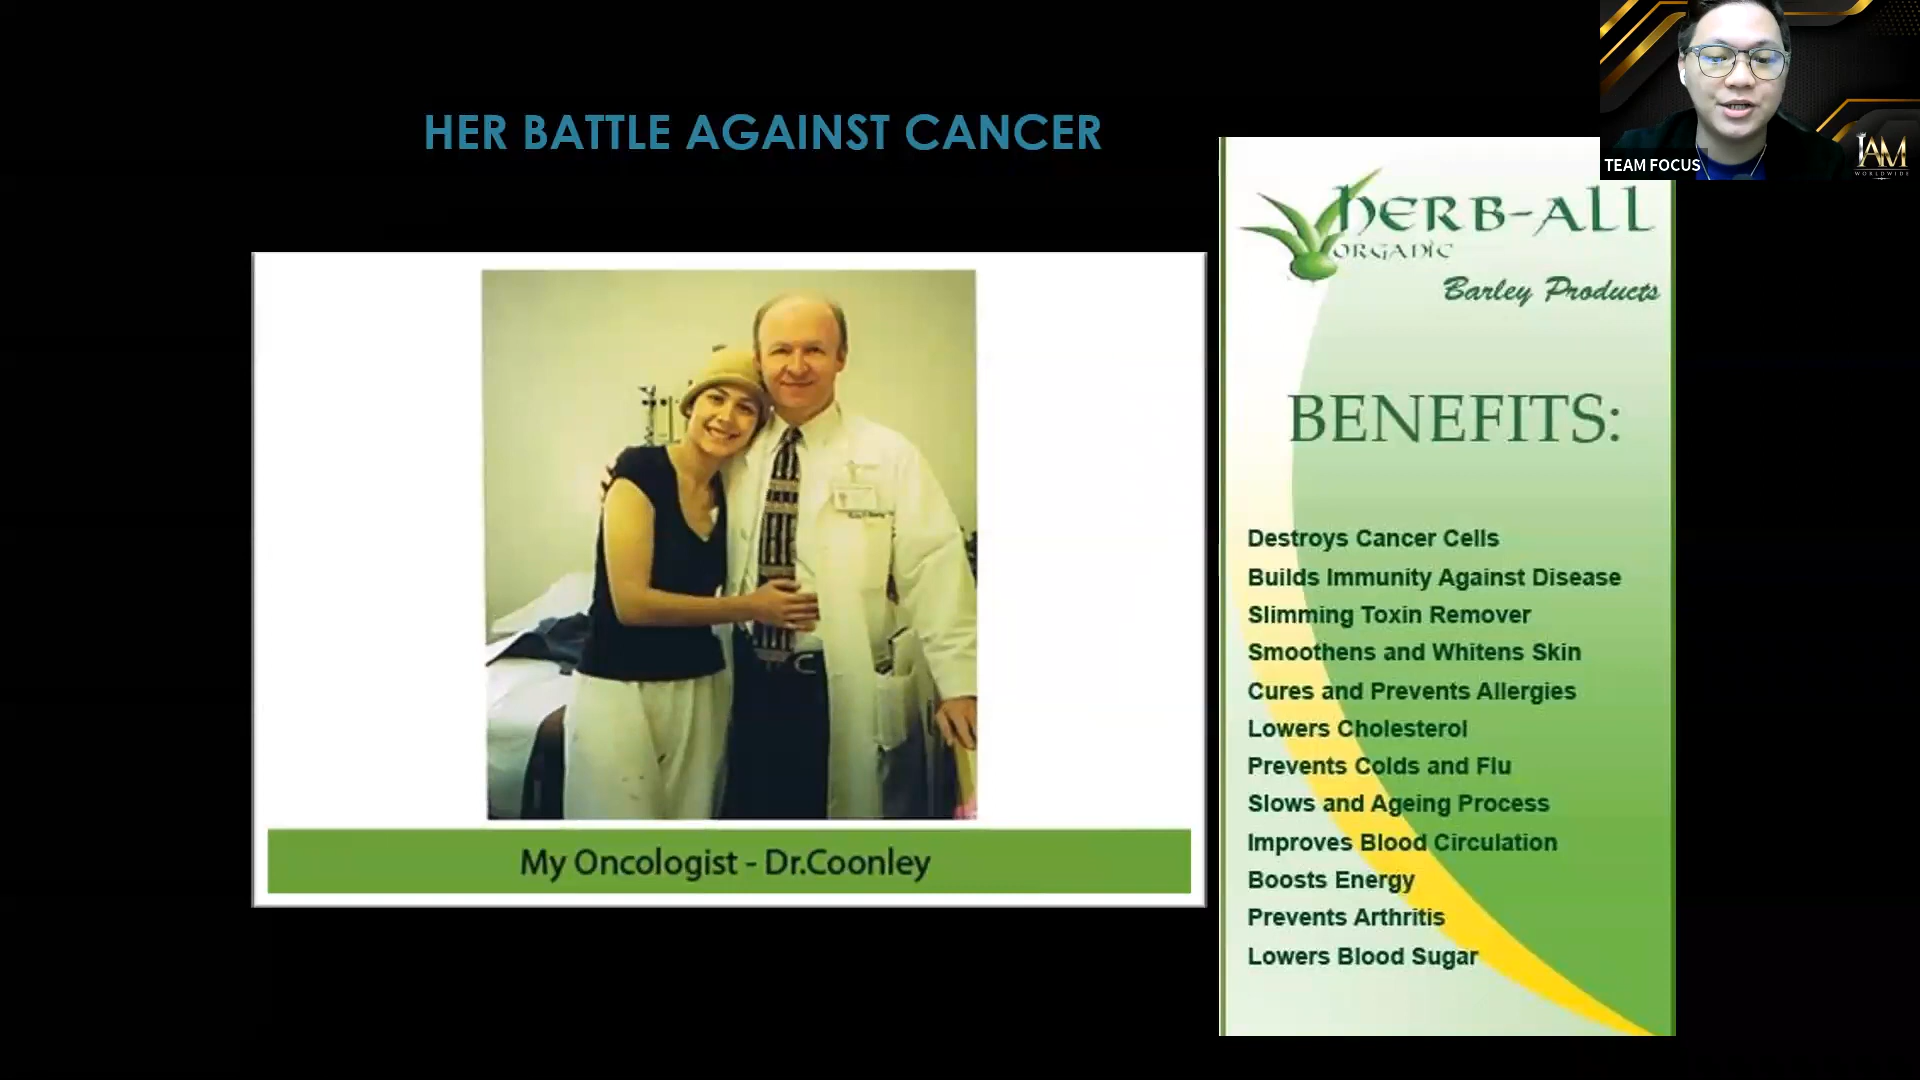 HER BATTLE AGAINST CANCER
TEAM FOCUS
IAM
WORLDWIDE
HERB-ALL
ORGANIC
Barley Products
BENEFITS:
Destroys Cancer Cells
Builds Immunity Against Disease
Slimming Toxin Remover
Smoothens and Whitens Skin
Cures and Prevents Allergies
Lowers Cholesterol
Prevents Colds and Flu
Slows and Ageing Process
Improves Blood Circulation
Boosts Energy
Prevents Arthritis
Lowers Blood Sugar
My Oncologist - Dr.Coonley